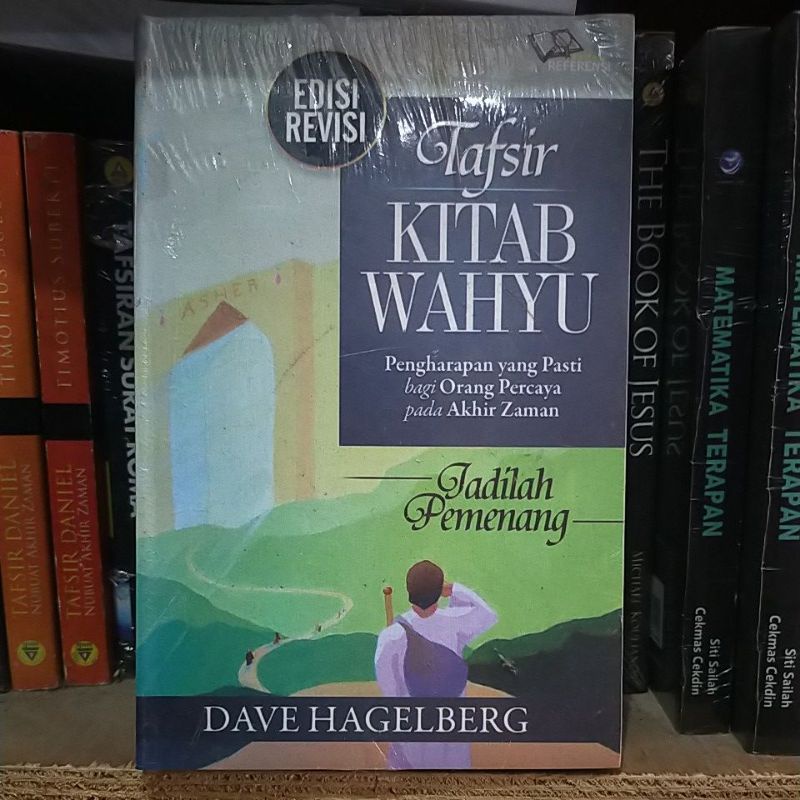 REFERENSI
EDISI
REVISI
Tafsir
KITAB
WAHYU
Pengharapan yang Pasti
bagi Orang Percaya
pada Akhir Zaman
ASHER
Jadilah
Pemenang
DAVE HAGELBERG
TAFSIR DANIEL
NUBUAT AKHIR ZAMAN
TIMOTIUS SUBEKTI
TAFSIR DANIEL
NUBUAT AKHIR ZAMAN
TAFSIRAN SURAT ROMA
THE BOOK OF JESUS
MATEMATIKA TERAPAN
Siti Sailah
Cekmas Cekdin
TERAPAN
Siti Sailah
Cekmas Cekdin